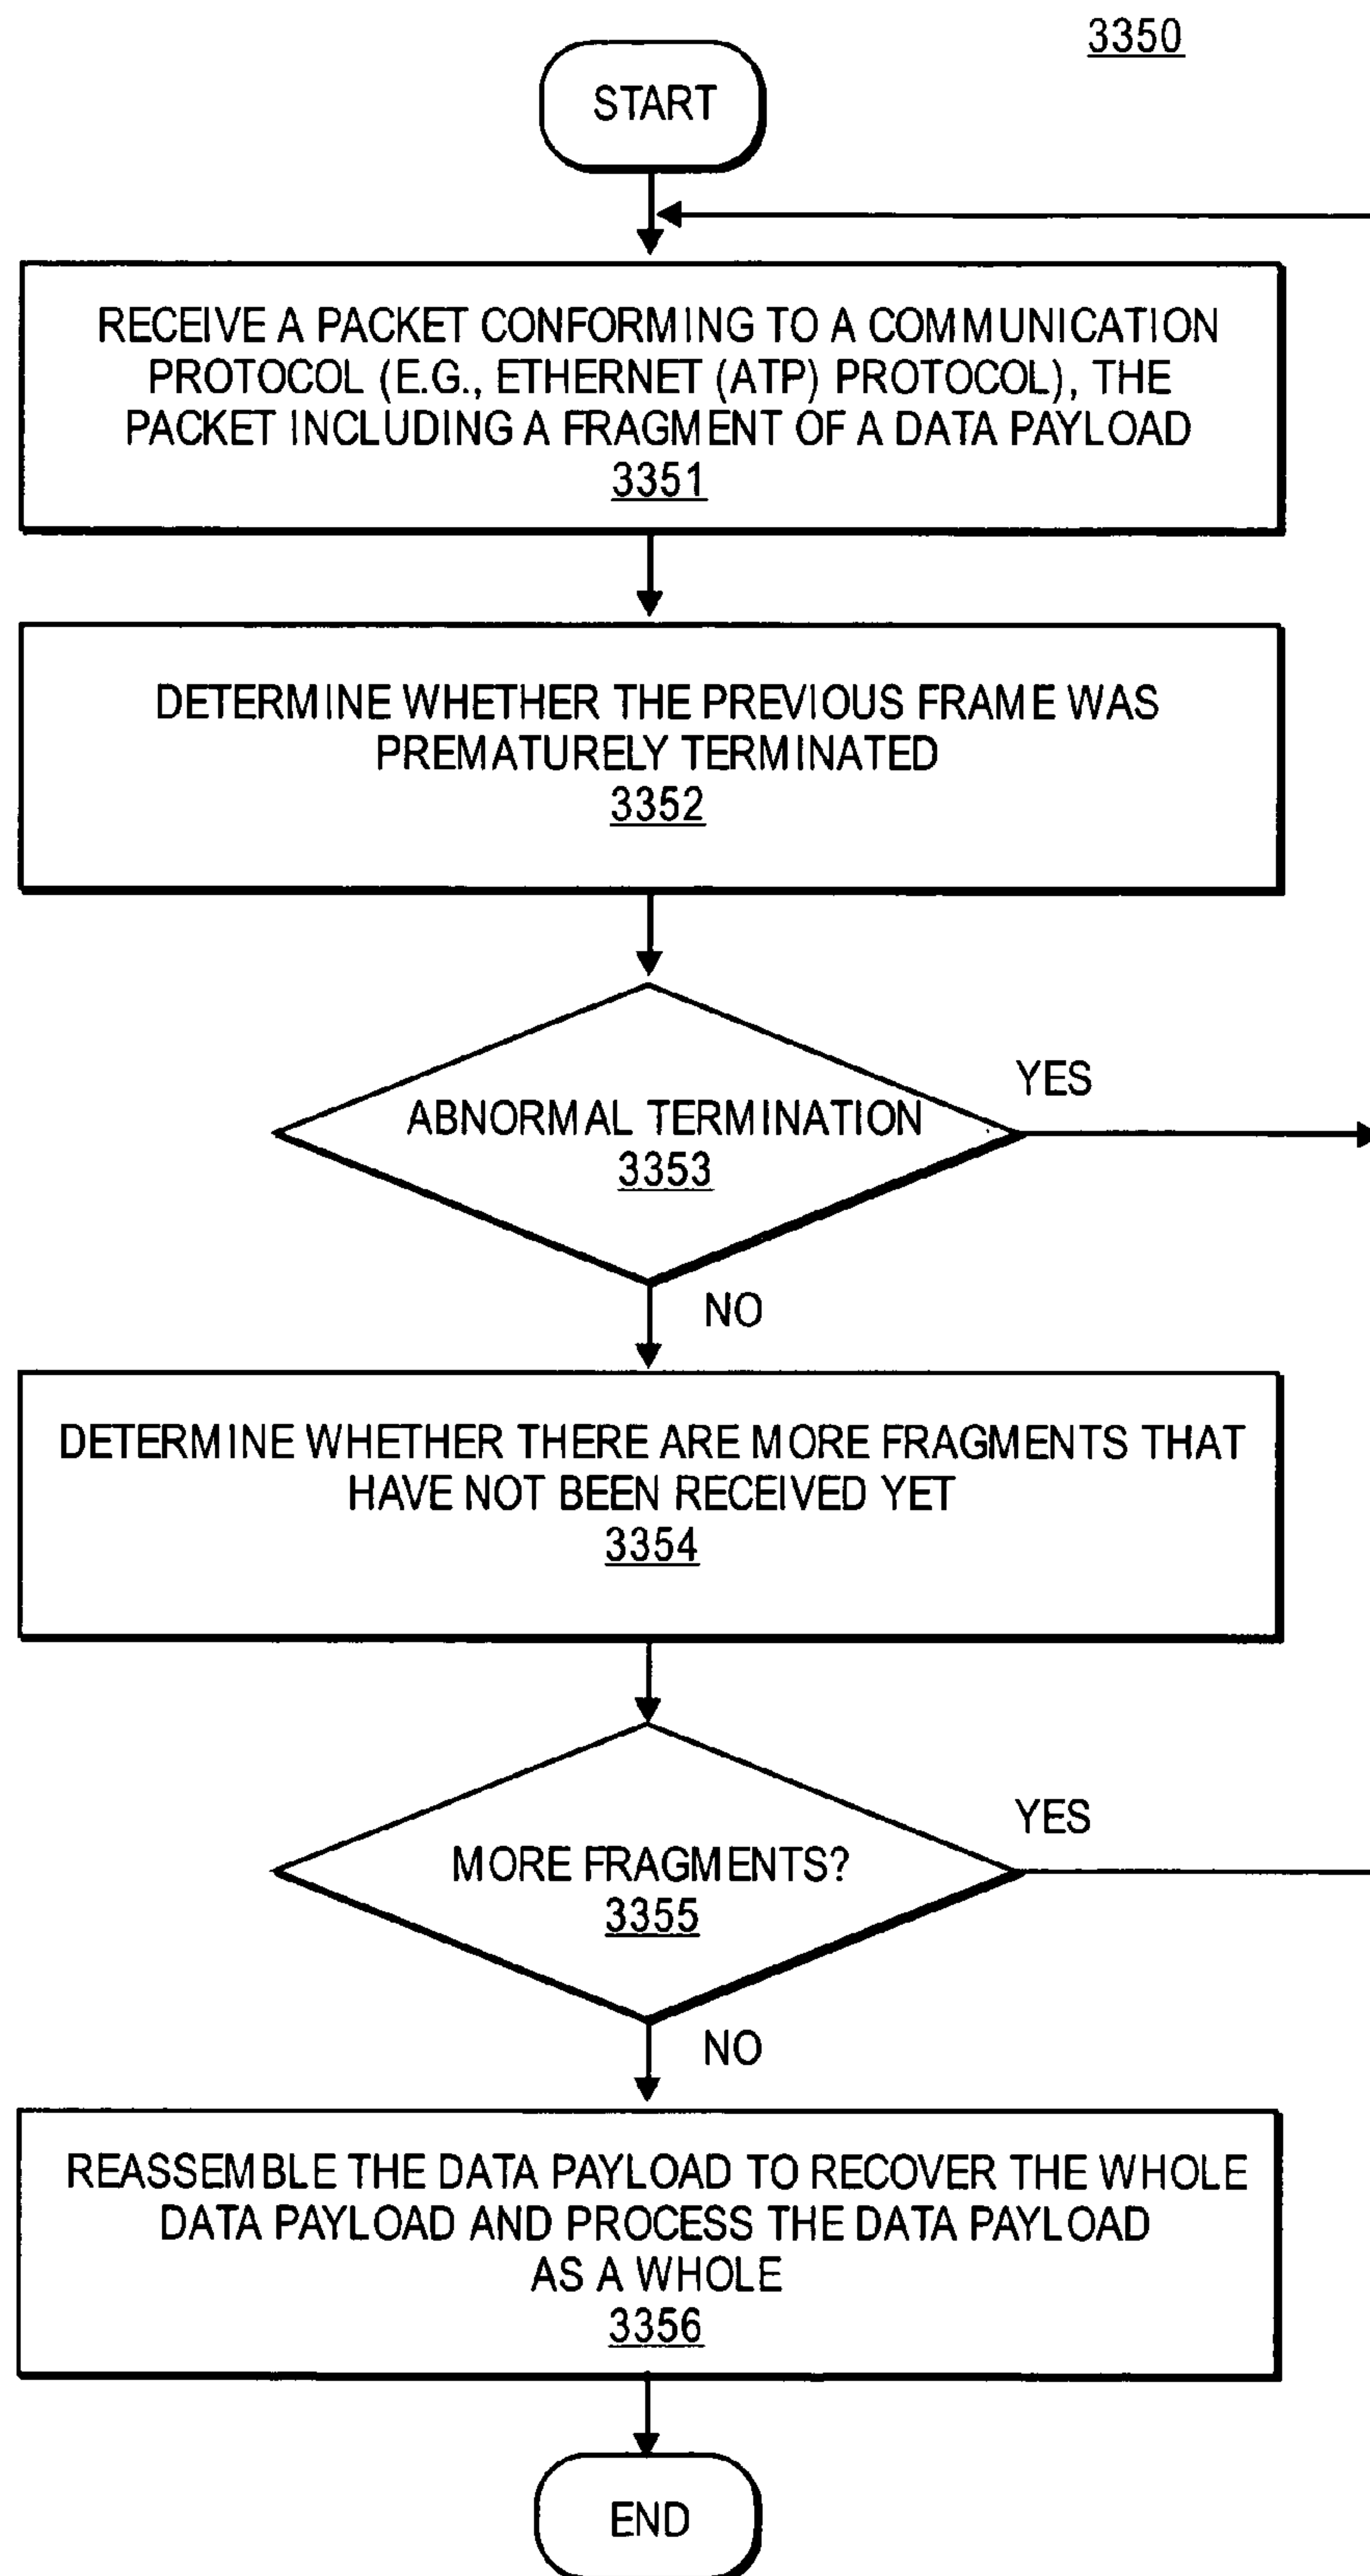 3350
START
RECEIVE A PACKET CONFORMING TO A COMMUNICATION
PROTOCOL (E.G., ETHERNET (ATP) PROTOCOL), THE
PACKET INCLUDING A FRAGMENT OF A DATA PAYLOAD
3351
DETERMINE WHETHER THE PREVIOUS FRAME WAS
PREMATURELY TERMINATED
3352
YES
ABNORMAL TERMINATION
3353
NO
DETERMINE WHETHER THERE ARE MORE FRAGMENTS THAT
HAVE NOT BEEN RECEIVED YET
3354
YES
MORE FRAGMENTS?
3355
NO
REASSEMBLE THE DATA PAYLOAD TO RECOVER THE WHOLE
DATA PAYLOAD AND PROCESS THE DATA PAYLOAD
AS A WHOLE
3356
END